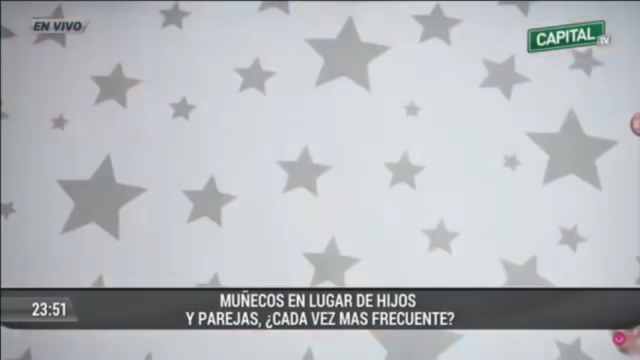 EN VIVO
CAPITAL TV
23:51
MUÑECOS EN LUGAR DE HIJOS
Y PAREJAS, ¿CADA VEZ MAS FRECUENTE?